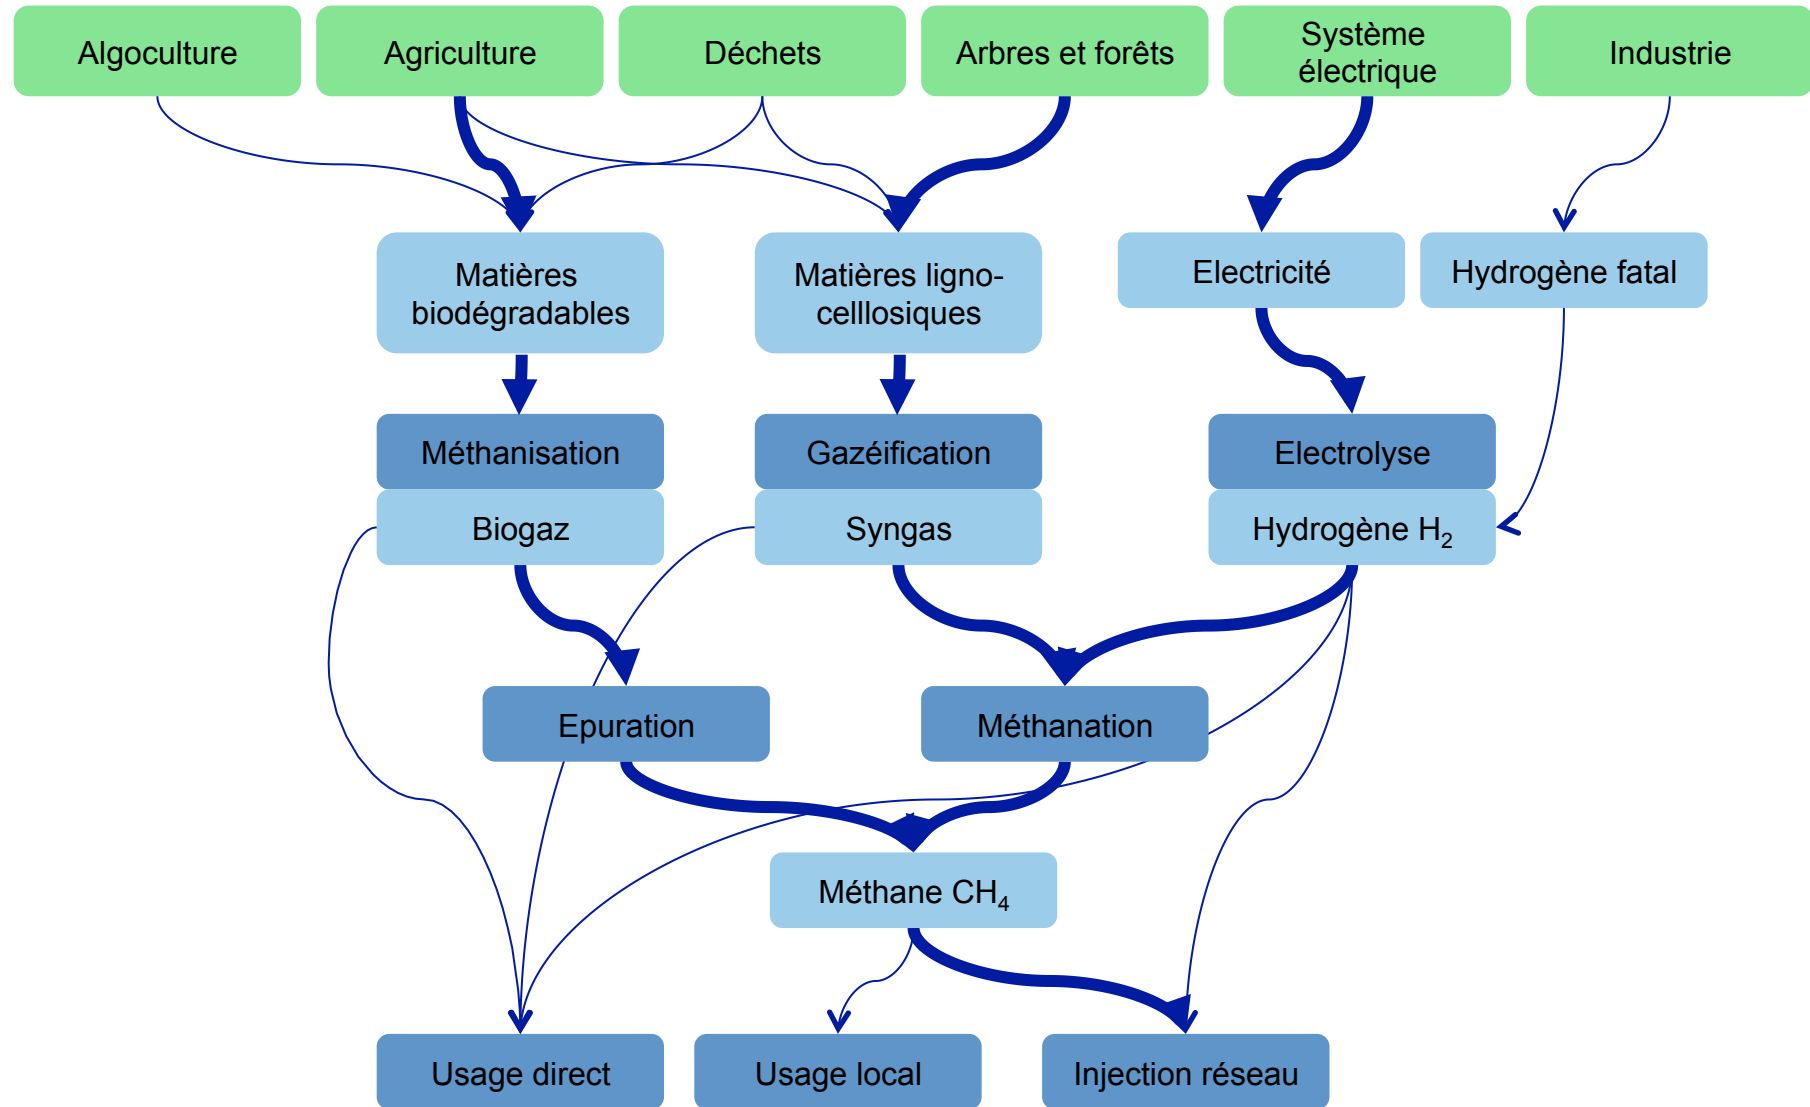 Algoculture
Agriculture
Déchets
Arbres et forêts
Système
électrique
Industrie
Matières
biodégradables
Matières ligno-
celllosiques
Electricité
Hydrogène fatal
Méthanisation
Gazéification
Electrolyse
Biogaz
Syngas
Hydrogène H₂
Epuration
Méthanation
Méthane CH₄
Usage direct
Usage local
Injection réseau